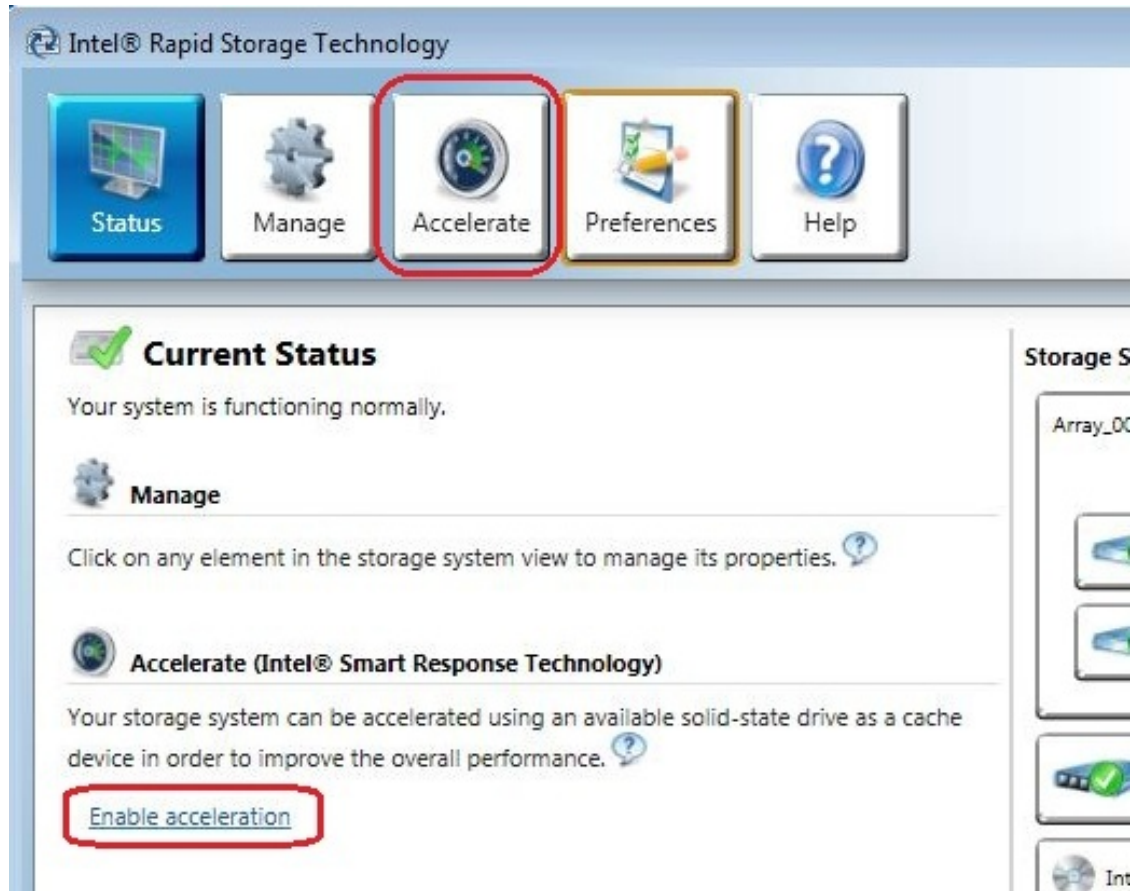 Intel® Rapid Storage Technology
Status
Manage
Accelerate
Preferences
Help
Current Status
Your system is functioning normally.
Manage
Click on any element in the storage system view to manage its properties.
Accelerate (Intel® Smart Response Technology)
Your storage system can be accelerated using an available solid-state drive as a cache
device in order to improve the overall performance.
Enable acceleration
Storage S
Array_00
Int